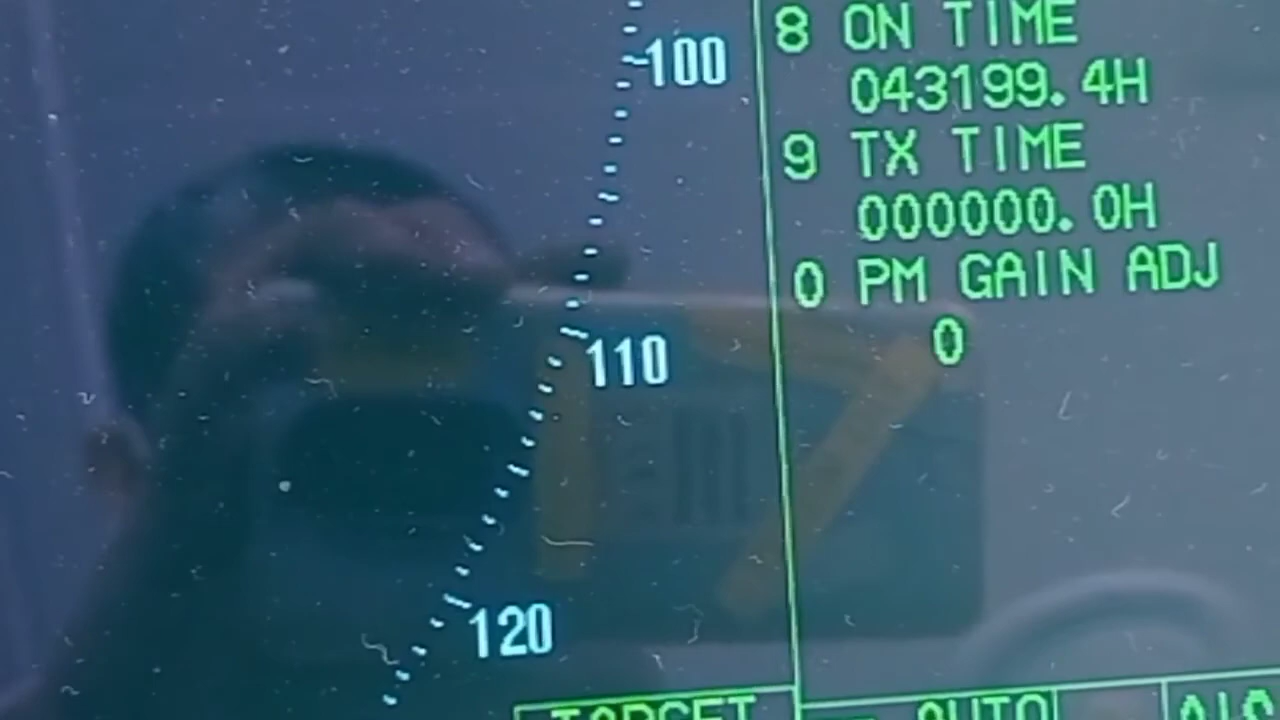 100
8 ON TIME
043199.4H
9 TX TIME
000000.0H
0 PM GAIN ADJ
0
110
120
TARGET
AUTO